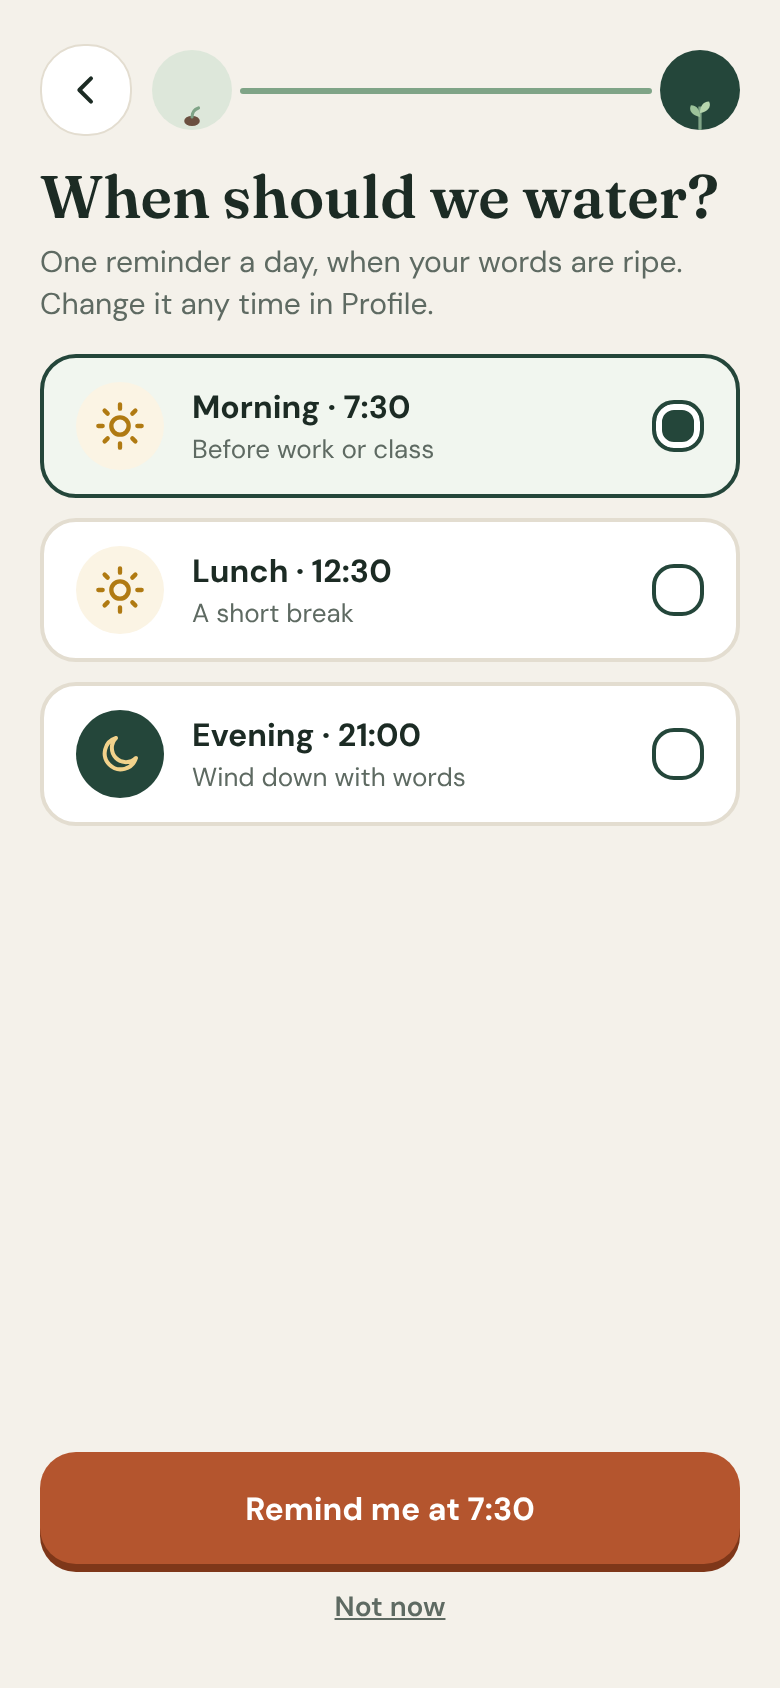 When should we water?
One reminder a day, when your words are ripe.
Change it any time in Profile.
Morning · 7:30
Before work or class
Lunch · 12:30
A short break
Evening · 21:00
Wind down with words
Remind me at 7:30
Not now